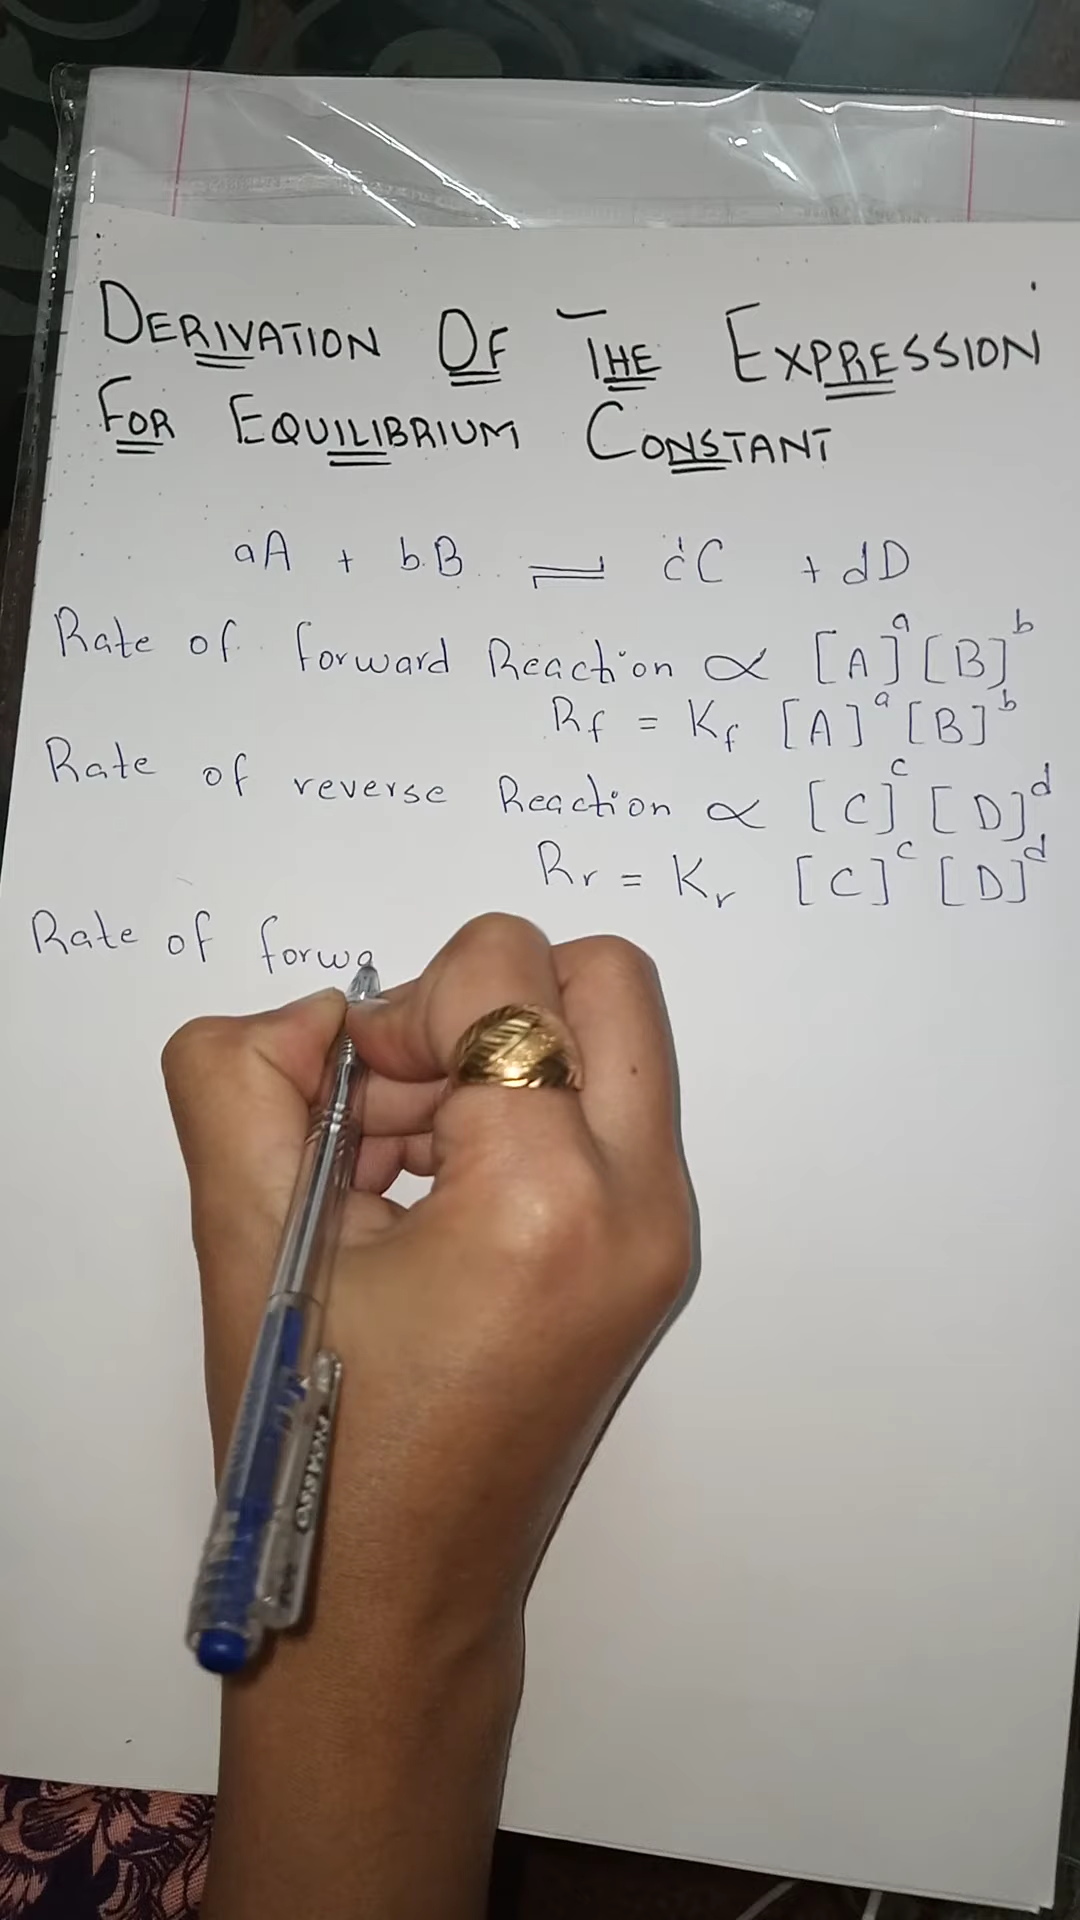 DERIVATION OF THE EXPRESSION
FOR EQUILIBRIUM CONSTANT
aA + bB ⇌ cC + dD
Rate of forward Reaction ∝ [A]ᵃ [B]ᵇ
Rf = Kf [A]ᵃ [B]ᵇ
Rate of reverse Reaction ∝ [C]ᶜ [D]ᵈ
Rr = Kr [C]ᶜ [D]ᵈ
Rate of forwa
PICASSO